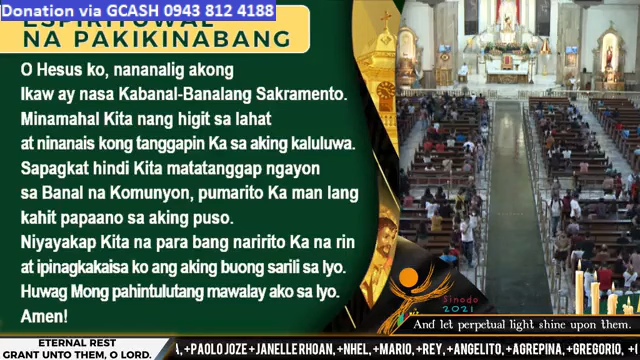 Donation via GCASH 0943 812 4188
ESPIRITUWAL
NA PAKIKINABANG
O Hesus ko, nananalig akong
Ikaw ay nasa Kabanal-Banalang Sakramento.
Minamahal Kita nang higit sa lahat
at ninanais kong tanggapin Ka sa aking kaluluwa.
Sapagkat hindi Kita matatanggap ngayon
sa Banal na Komunyon, pumarito Ka man lang
kahit papaano sa aking puso.
Niyayakap Kita na para bang naririto Ka na rin
at ipinagkakaisa ko ang aking buong sarili sa Iyo.
Huwag Mong pahintulutang mawalay ako sa Iyo.
Amen!
Sinodo
2021
And let perpetual light shine upon them.
ETERNAL REST
GRANT UNTO THEM, O LORD.
A, +PAOLO JOZE +JANELLE RHOAN, +NHEL, +MARIO, +REY, +ANGELITO, +AGREPINA, +GREGORIO,